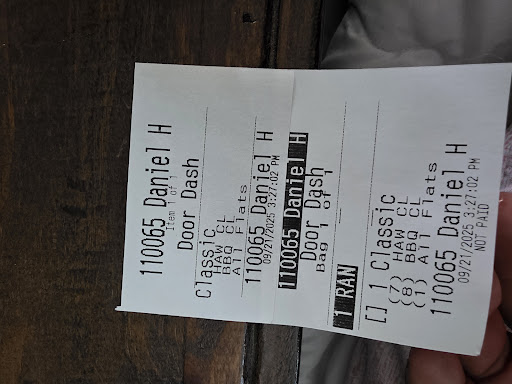 110065 Daniel H
Item 1 of 1
Door Dash
Classic
HAW CL
BBQ CL
All Flats
110065 Daniel H
09/21/2025 3:27:02 PM
110065 Daniel H
Door Dash
Bag 1 of 1
1 RAN
[] 1 Classic
(7) HAW CL
(8) BBQ CL
(1) All Flats
110065 Daniel H
09/21/2025 3:27:02 PM
NOT PAID